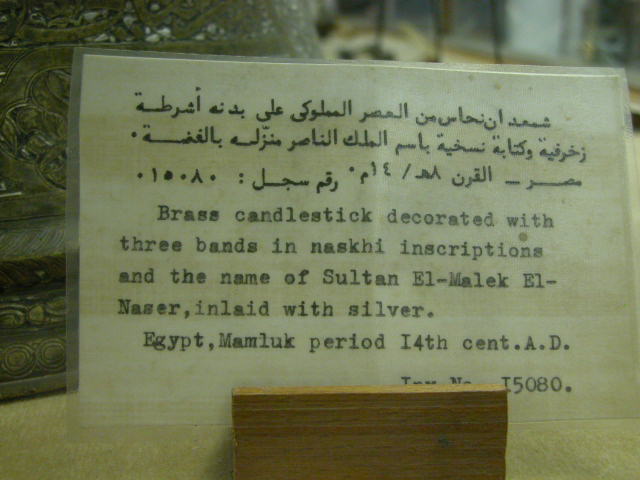 شمعدان نحاس من العصر المملوكى على بدنه أشرطة
زخرفية وكتابة نسخية باسم الملك الناصر منزله بالفضة.
مصر - القرن ٨هـ/ ١٤م. رقم سجل : ١٥٠٨٠.
Brass candlestick decorated with
three bands in naskhi inscriptions
and the name of Sultan El-Malek El-
Naser,inlaid with silver.
Egypt,Mamluk period I4th cent.A.D.
Inv No. I5080.